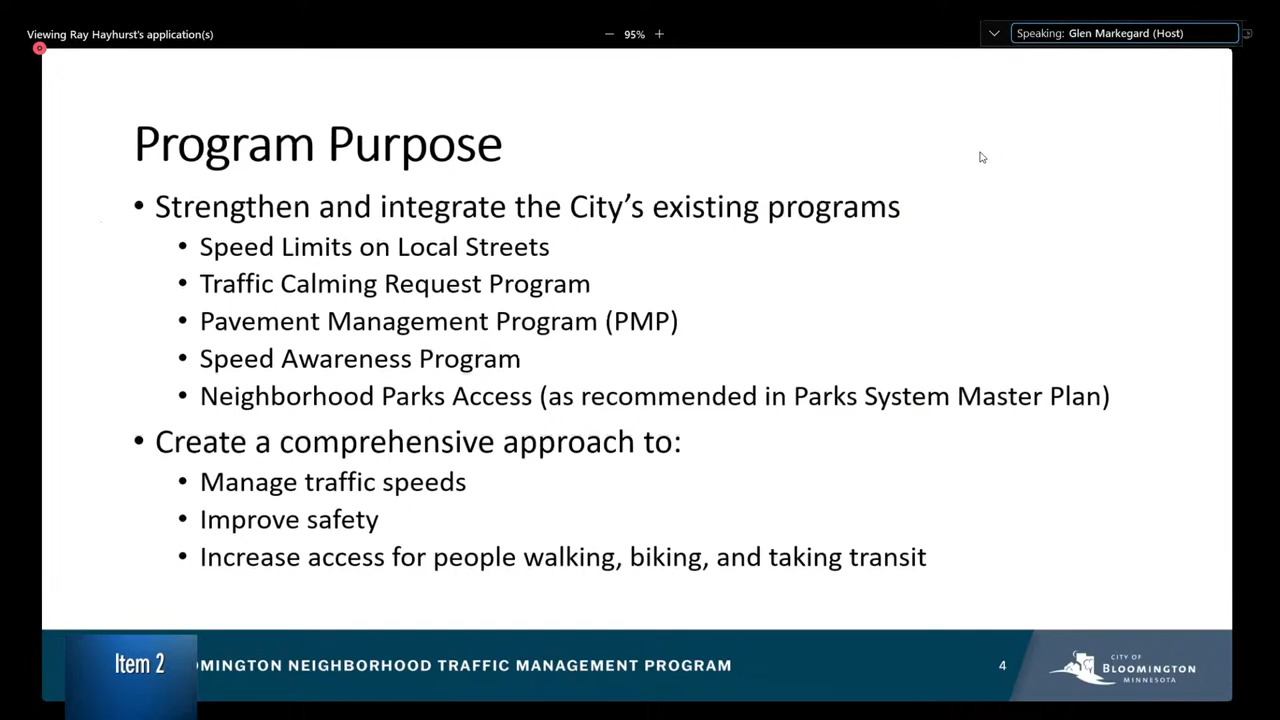 Viewing Ray Hayhurst's application(s)
95%
Speaking: Glen Markegard (Host)
Program Purpose
• Strengthen and integrate the City’s existing programs
• Speed Limits on Local Streets
• Traffic Calming Request Program
• Pavement Management Program (PMP)
• Speed Awareness Program
• Neighborhood Parks Access (as recommended in Parks System Master Plan)
• Create a comprehensive approach to:
• Manage traffic speeds
• Improve safety
• Increase access for people walking, biking, and taking transit
Item 2
OMINGTON NEIGHBORHOOD TRAFFIC MANAGEMENT PROGRAM
4
CITY OF
BLOOMINGTON
MINNESOTA